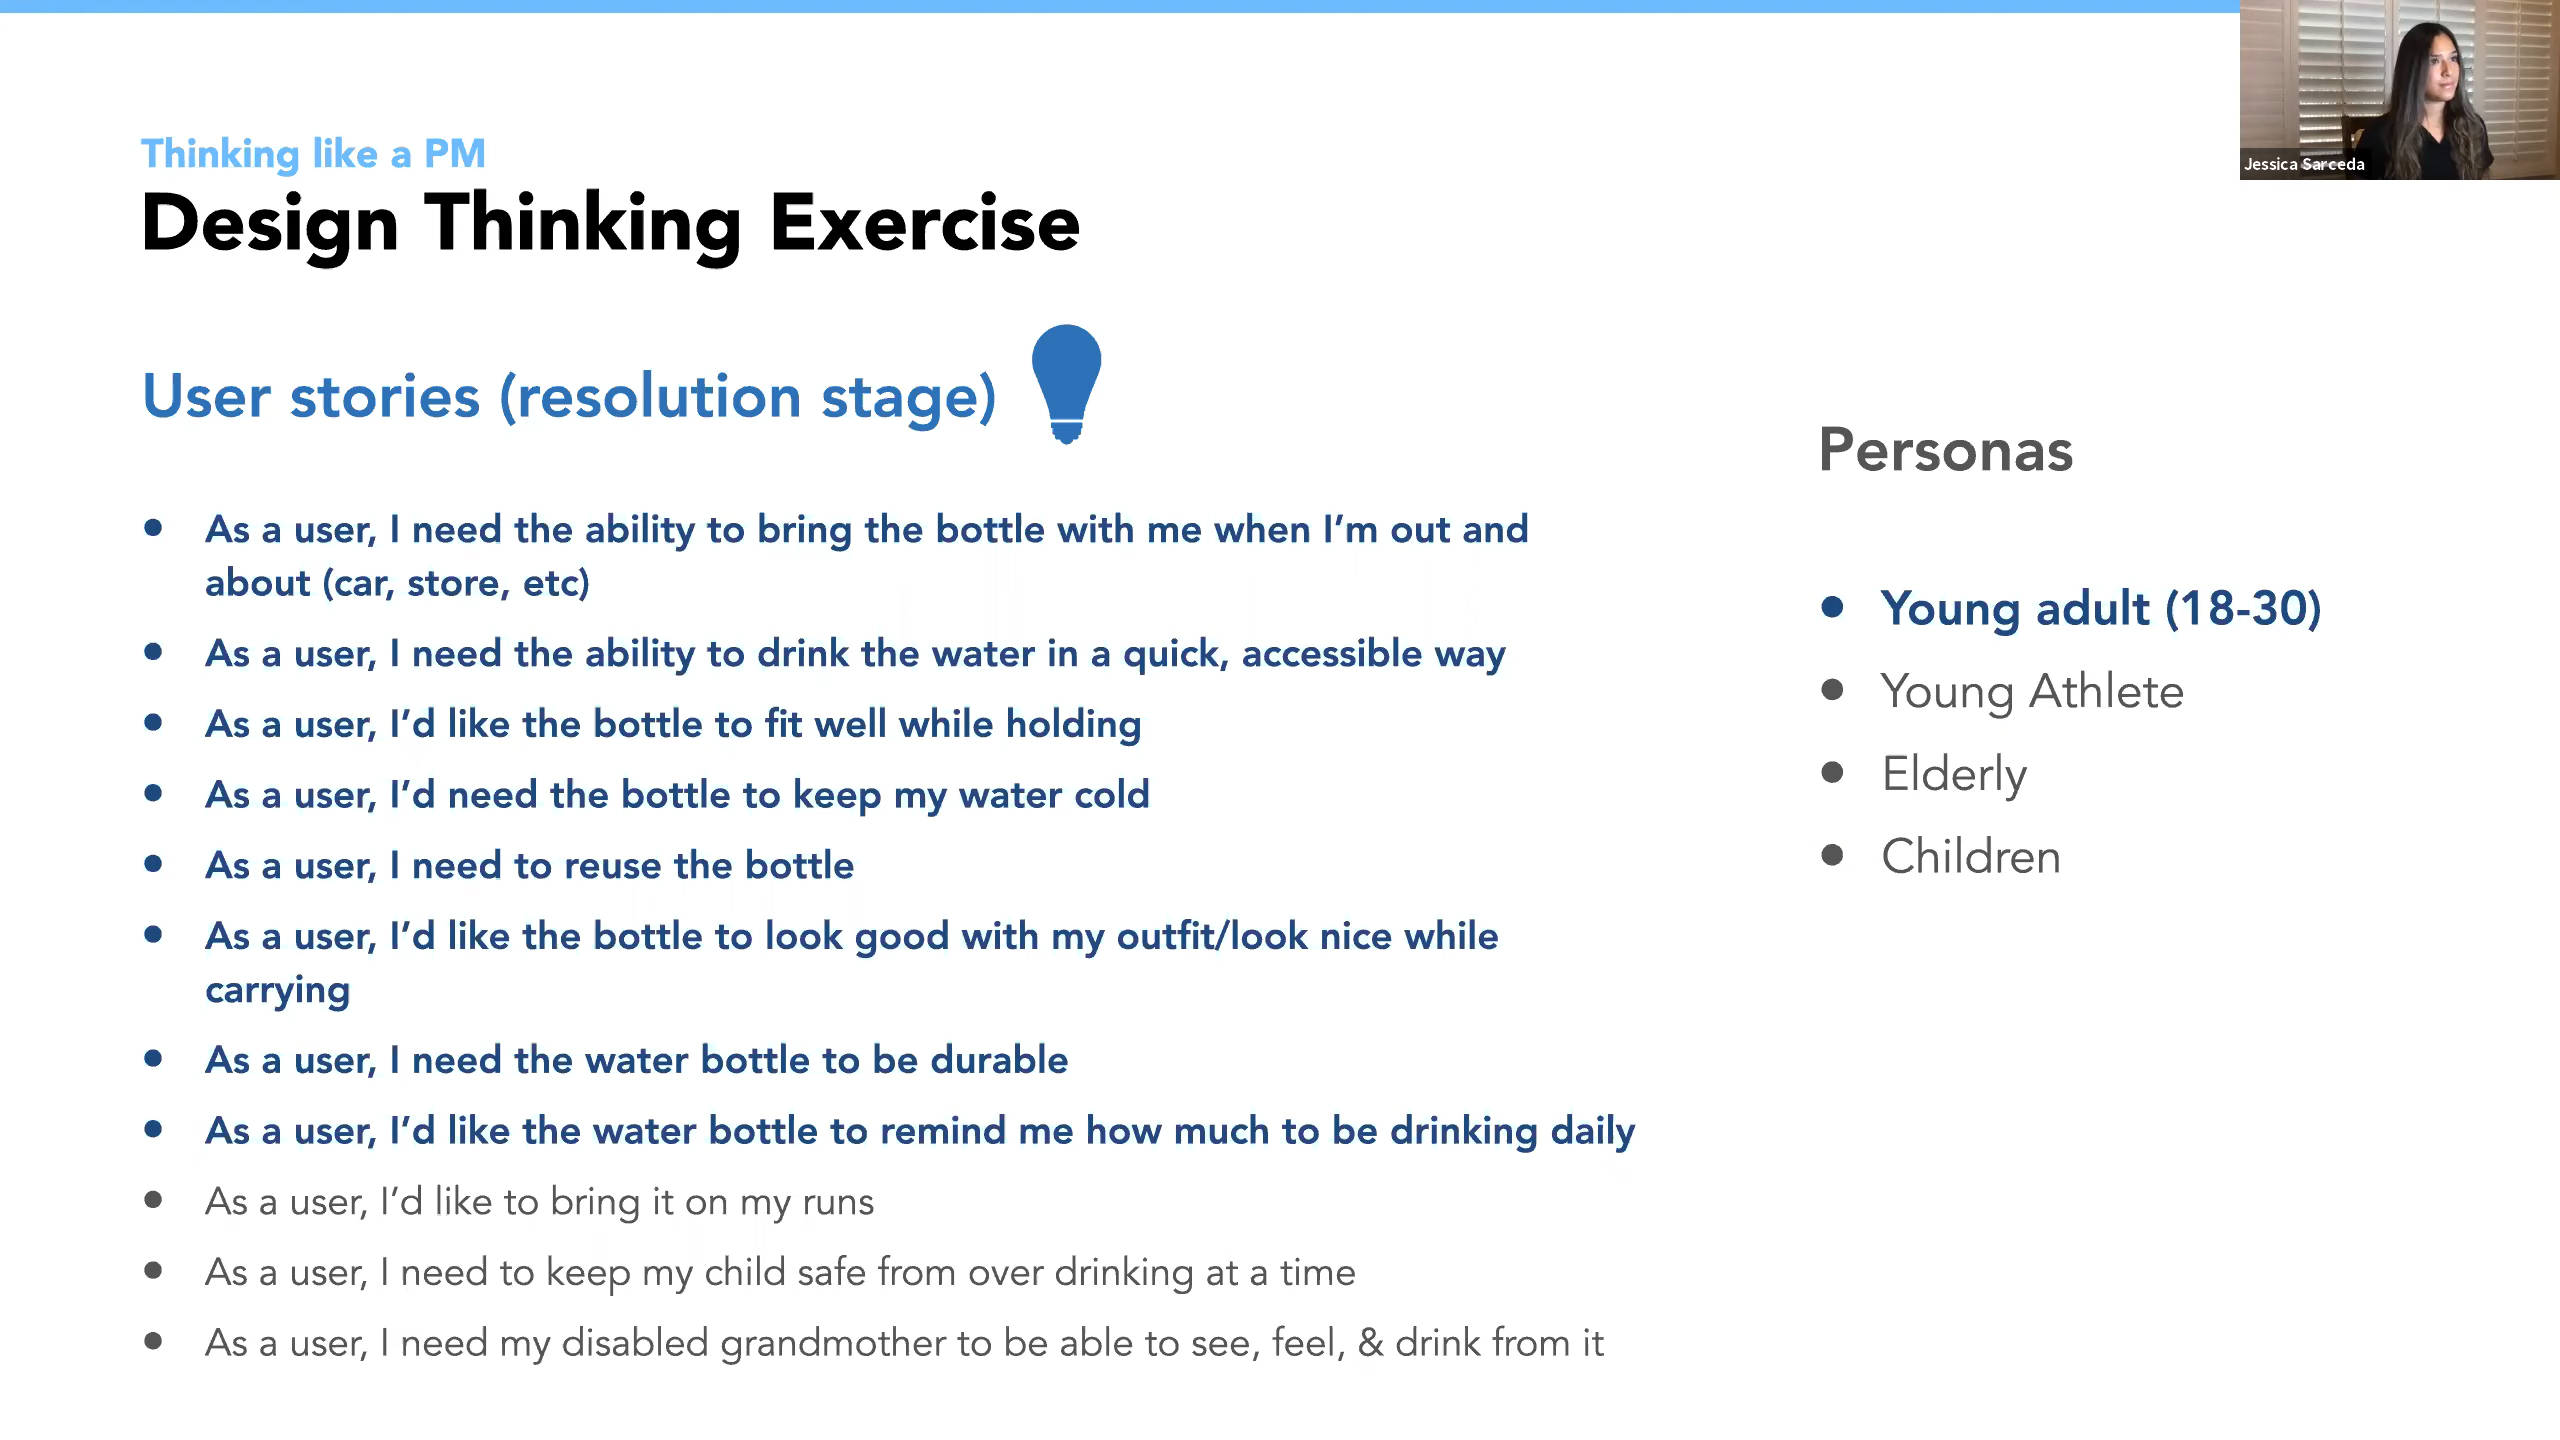 Thinking like a PM
Design Thinking Exercise
Jessica Sarceda
User stories (resolution stage)
• As a user, I need the ability to bring the bottle with me when I’m out and
about (car, store, etc)
• As a user, I need the ability to drink the water in a quick, accessible way
• As a user, I’d like the bottle to fit well while holding
• As a user, I’d need the bottle to keep my water cold
• As a user, I need to reuse the bottle
• As a user, I’d like the bottle to look good with my outfit/look nice while
carrying
• As a user, I need the water bottle to be durable
• As a user, I’d like the water bottle to remind me how much to be drinking daily
• As a user, I’d like to bring it on my runs
• As a user, I need to keep my child safe from over drinking at a time
• As a user, I need my disabled grandmother to be able to see, feel, & drink from it
Personas
• Young adult (18-30)
• Young Athlete
• Elderly
• Children